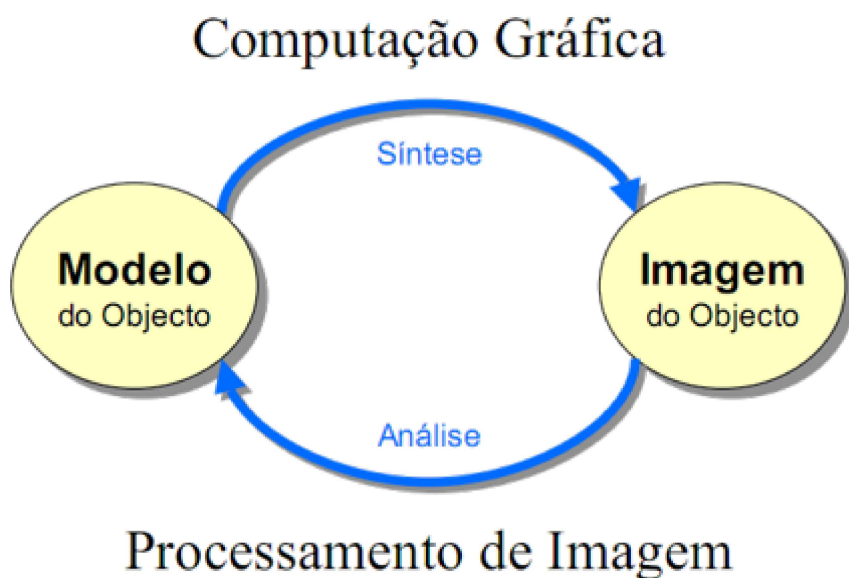 Computação Gráfica
Síntese
Modelo
do Objecto
Imagem
do Objecto
Análise
Processamento de Imagem